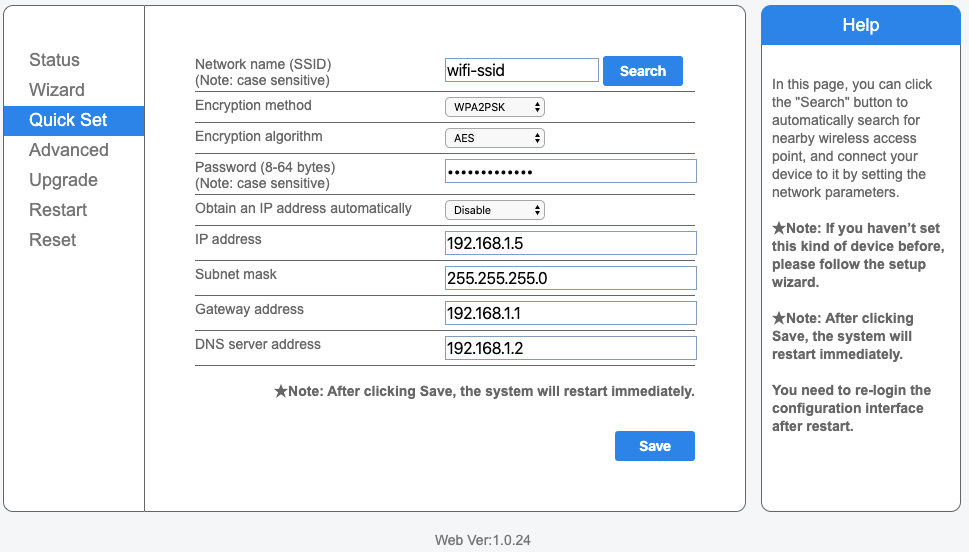 Status
Wizard
Quick Set
Advanced
Upgrade
Restart
Reset
Network name (SSID)
(Note: case sensitive)
wifi-ssid
Search
Encryption method
WPA2PSK
Encryption algorithm
AES
Password (8-64 bytes)
(Note: case sensitive)
•••••••••••••
Obtain an IP address automatically
Disable
IP address
192.168.1.5
Subnet mask
255.255.255.0
Gateway address
192.168.1.1
DNS server address
192.168.1.2
★Note: After clicking Save, the system will restart immediately.
Save
Help
In this page, you can click
the "Search" button to
automatically search for
nearby wireless access
point, and connect your
device to it by setting the
network parameters.
★Note: If you haven’t set
this kind of device before,
please follow the setup
wizard.
★Note: After clicking
Save, the system will
restart immediately.
You need to re-login the
configuration interface
after restart.
Web Ver:1.0.24